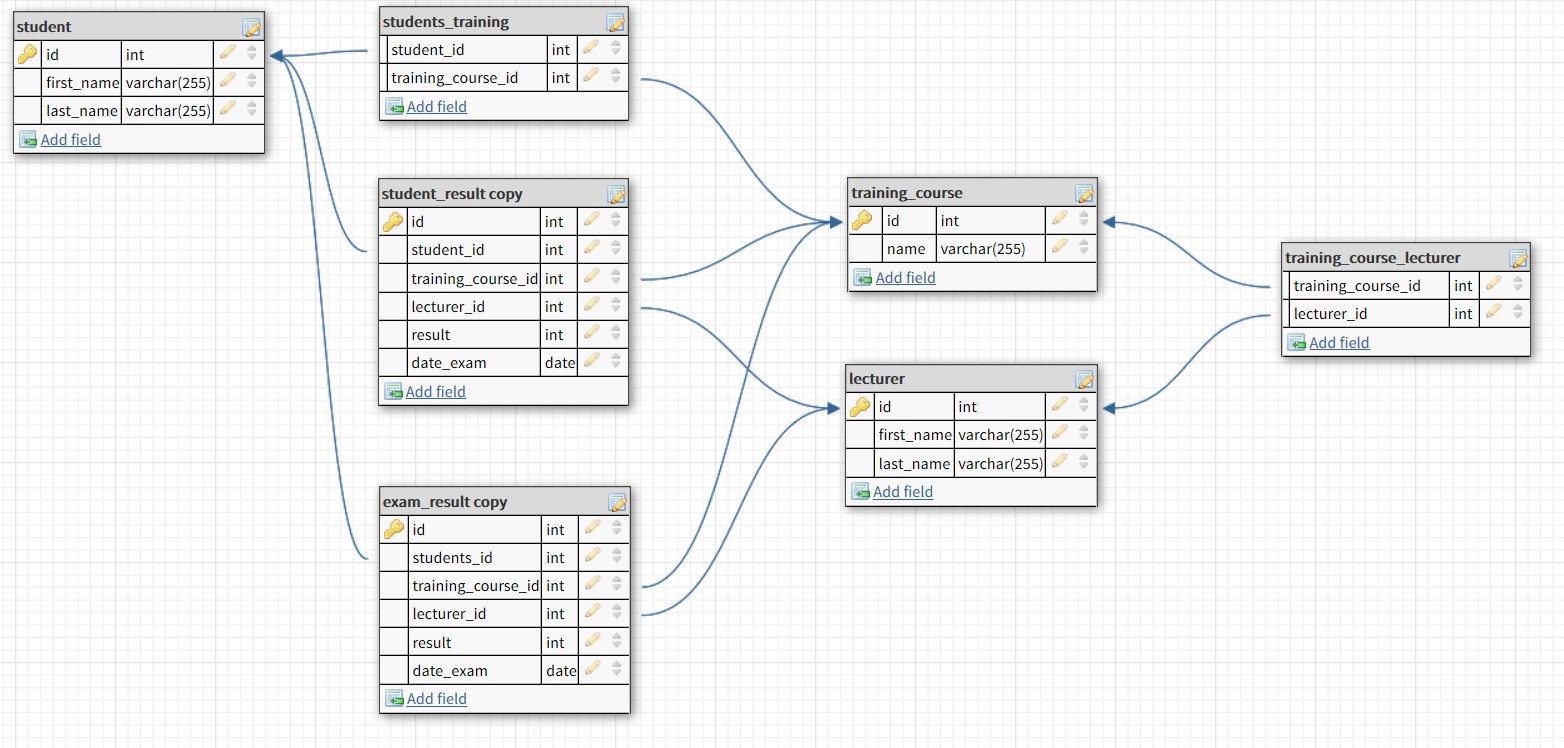 student
id int
first_name varchar(255)
last_name varchar(255)
Add field
students_training
student_id int
training_course_id int
Add field
student_result copy
id int
student_id int
training_course_id int
lecturer_id int
result int
date_exam date
Add field
exam_result copy
id int
students_id int
training_course_id int
lecturer_id int
result int
date_exam date
Add field
training_course
id int
name varchar(255)
Add field
lecturer
id int
first_name varchar(255)
last_name varchar(255)
Add field
training_course_lecturer
training_course_id int
lecturer_id int
Add field